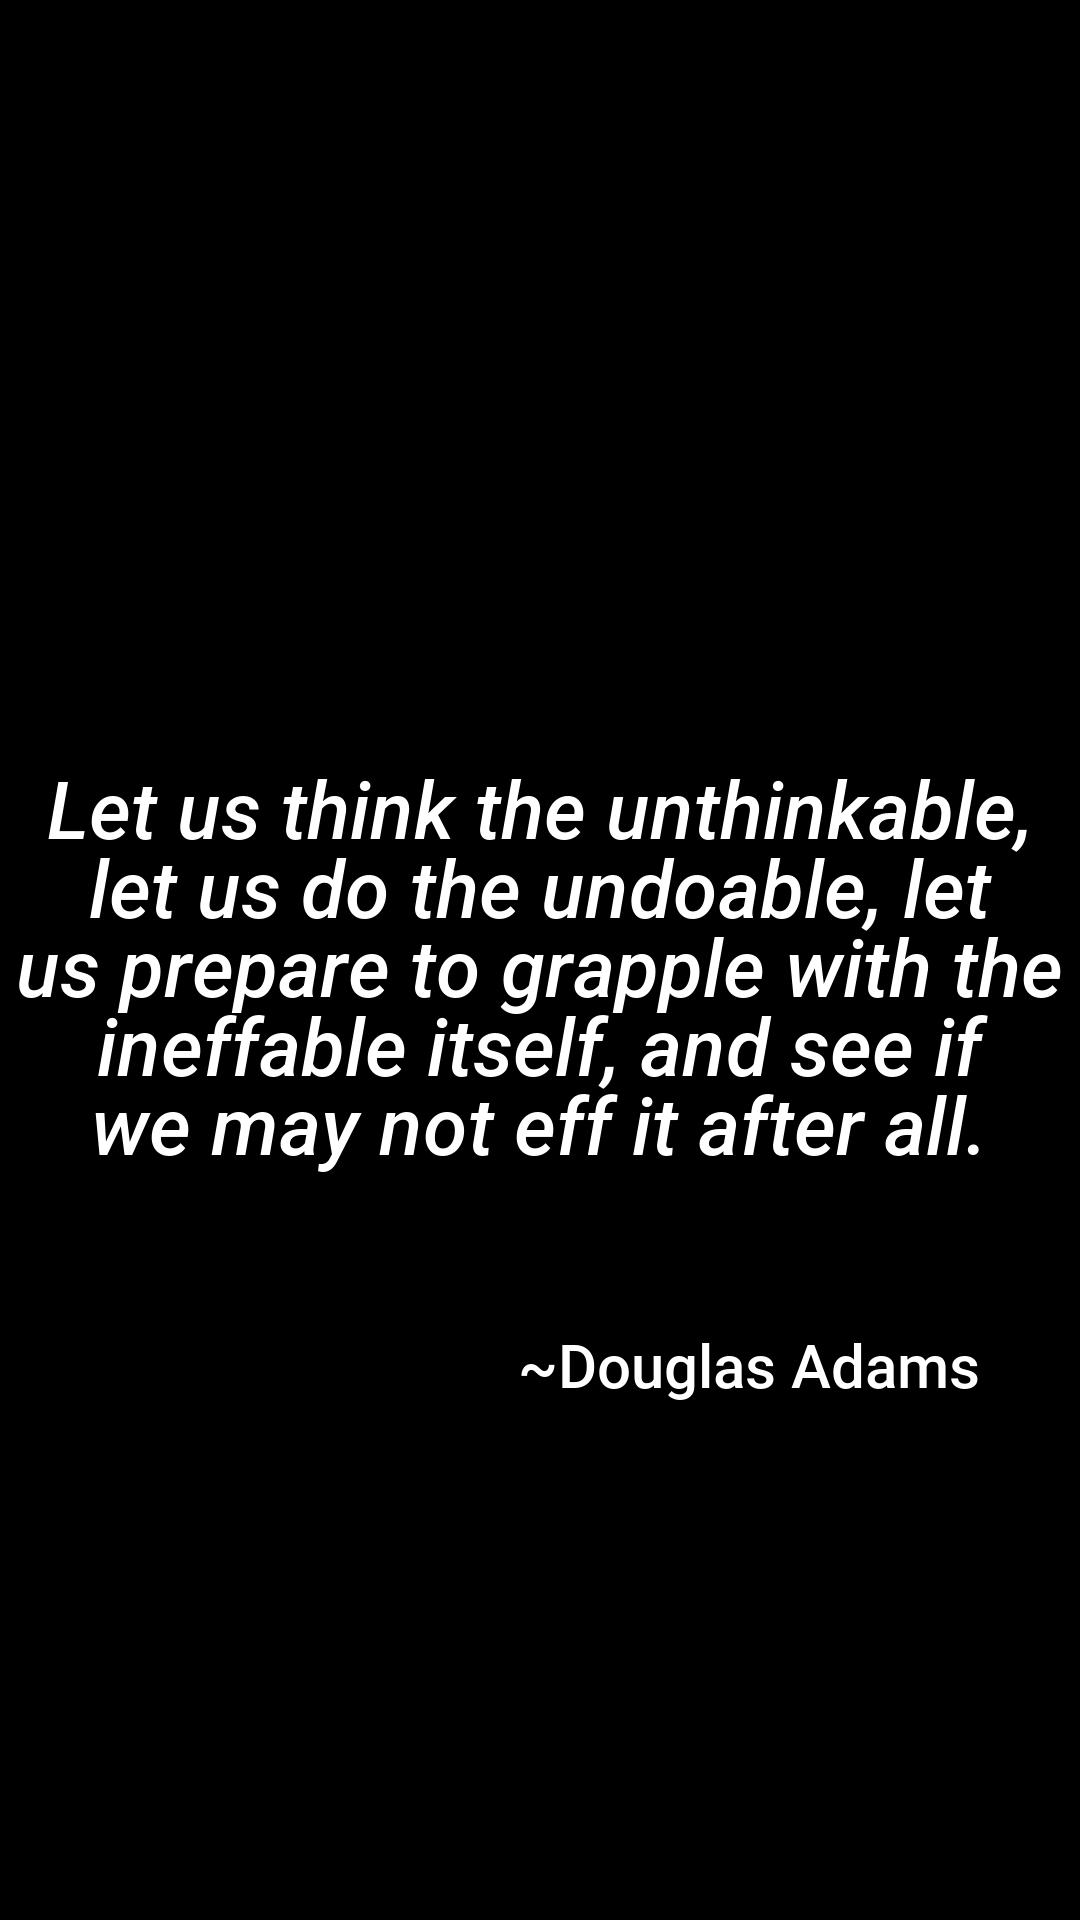 Let us think the unthinkable,
let us do the undoable, let
us prepare to grapple with the
ineffable itself, and see if
we may not eff it after all.
~Douglas Adams